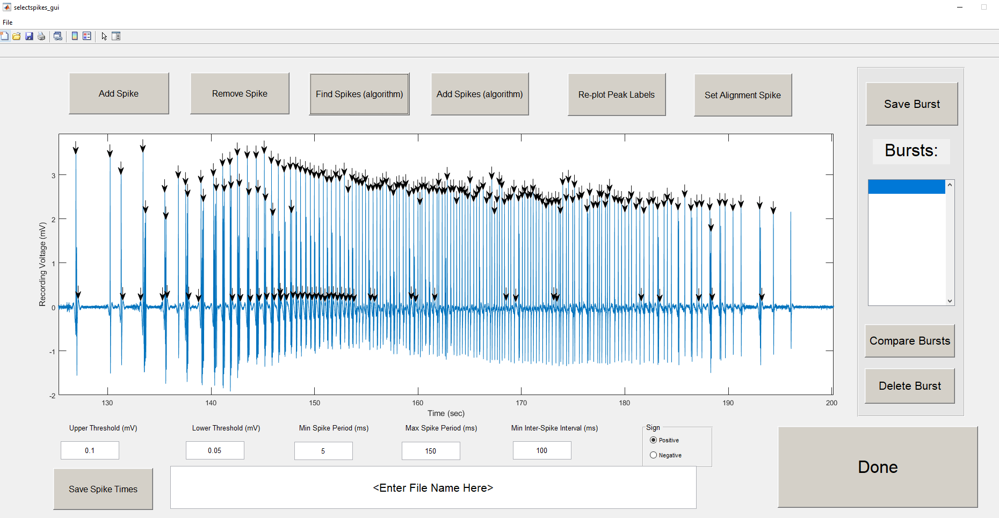 selectspikes_gui
File
Add Spike
Remove Spike
Find Spikes (algorithm)
Add Spikes (algorithm)
Re-plot Peak Labels
Set Alignment Spike
Save Burst
Bursts:
Compare Bursts
Delete Burst
Recording Voltage (mV)
3
2
1
0
-1
-2
130 140 150 160 170 180 190 200
Time (sec)
Upper Threshold (mV)
0.1
Lower Threshold (mV)
0.05
Min Spike Period (ms)
5
Max Spike Period (ms)
150
Min Inter-Spike Interval (ms)
100
Sign
Positive
Negative
Save Spike Times
<Enter File Name Here>
Done